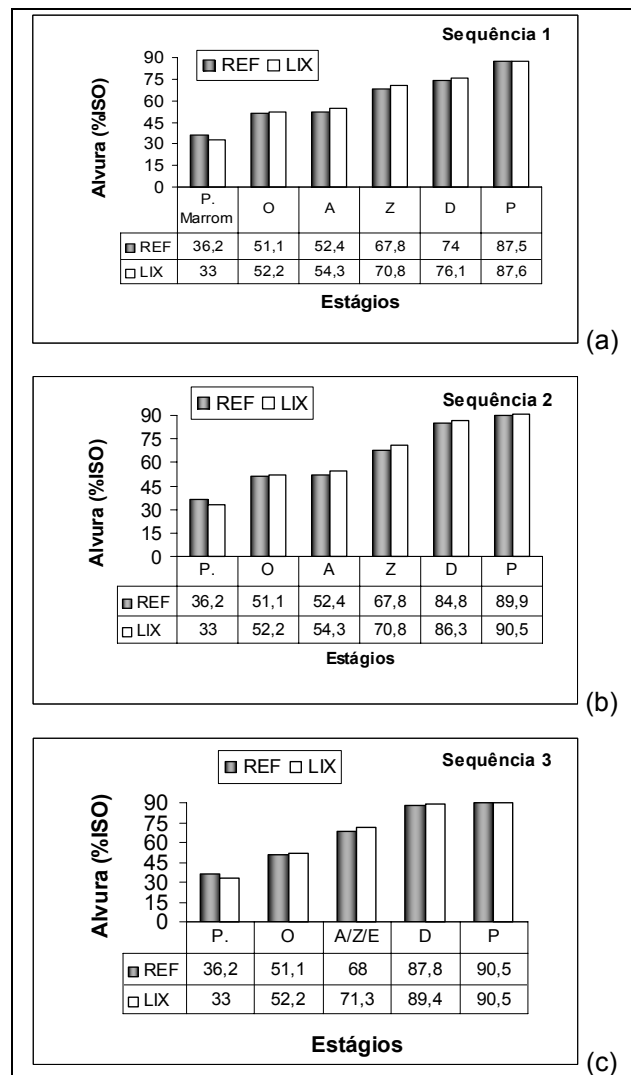 Sequência 1
REF LIX
Alvura (%ISO)
90
75
60
45
30
15
0
P. Marrom O A Z D P
REF 36,2 51,1 52,4 67,8 74 87,5
LIX 33 52,2 54,3 70,8 76,1 87,6
Estágios
(a)
Sequência 2
REF LIX
Alvura (%ISO)
90
75
60
45
30
15
0
P. O A Z D P
REF 36,2 51,1 52,4 67,8 84,8 89,9
LIX 33 52,2 54,3 70,8 86,3 90,5
Estágios
(b)
Sequência 3
REF LIX
Alvura (%ISO)
90
75
60
45
30
15
0
P. O A/Z/E D P
REF 36,2 51,1 68 87,8 90,5
LIX 33 52,2 71,3 89,4 90,5
Estágios
(c)